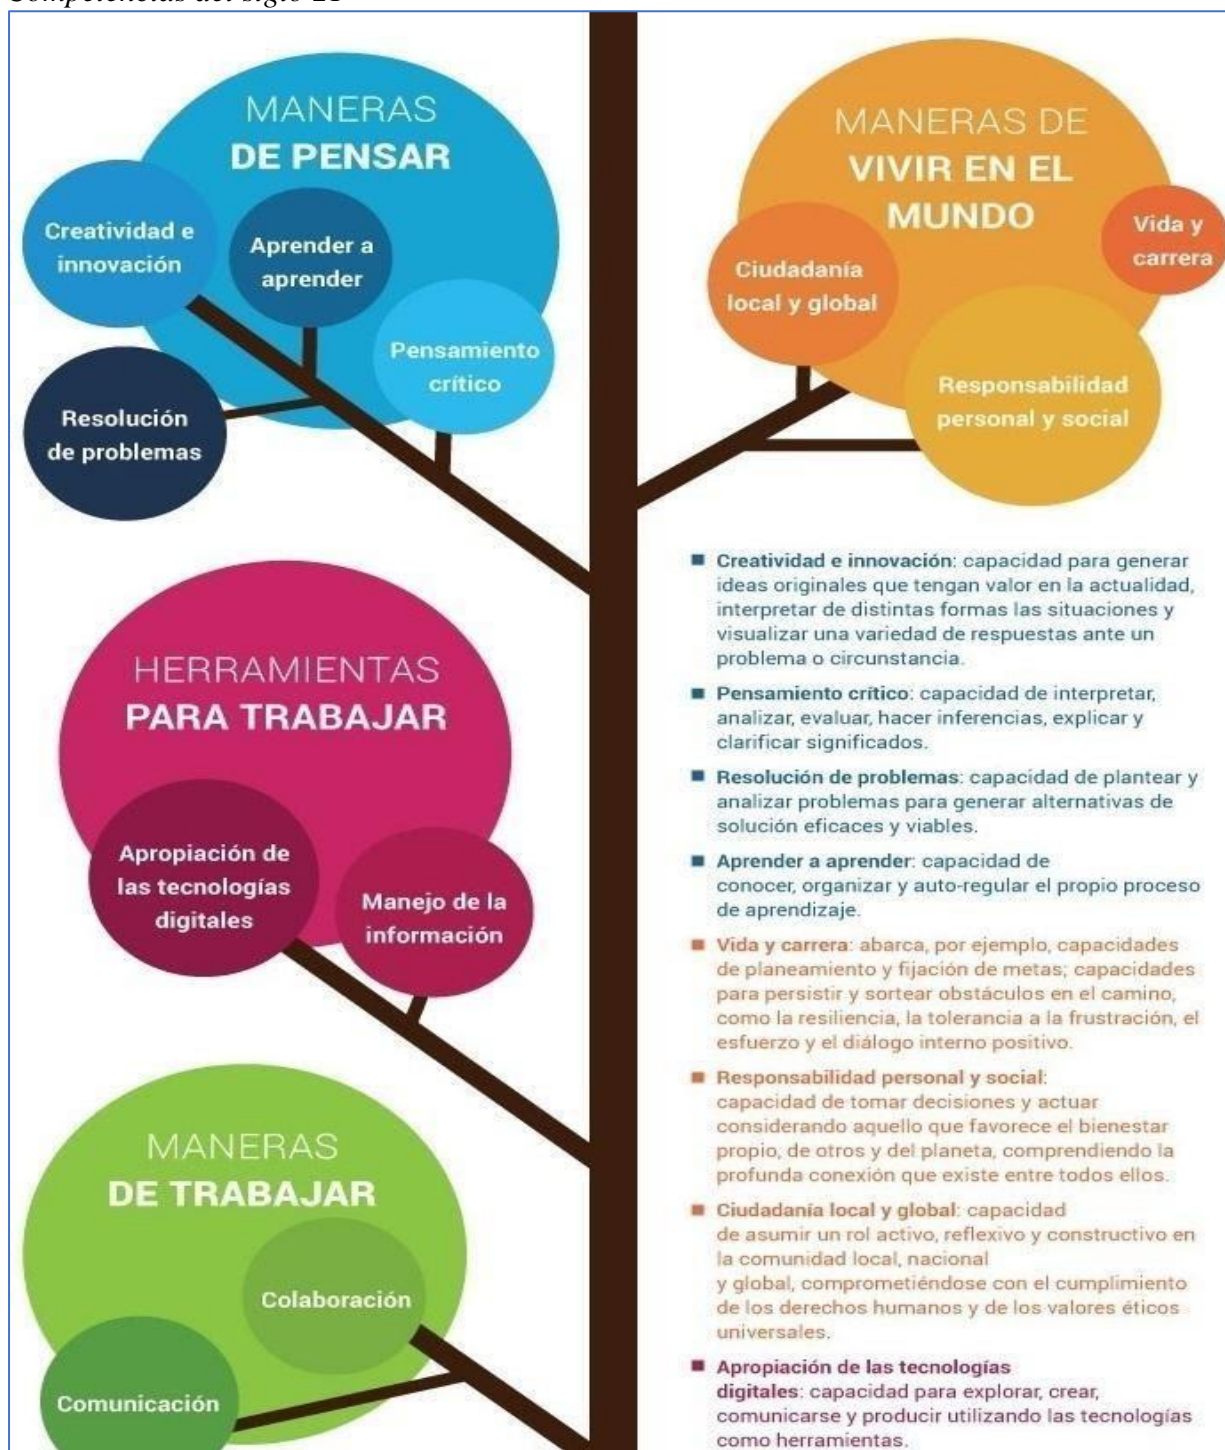 Competencias del siglo 21
MANERAS
DE PENSAR
Creatividad e
innovación
Aprender a
aprender
Pensamiento
crítico
Resolución
de problemas
MANERAS DE
VIVIR EN EL
MUNDO
Vida y
carrera
Ciudadanía
local y global
Responsabilidad
personal y social
HERRAMIENTAS
PARA TRABAJAR
Apropiación de
las tecnologías
digitales
Manejo de la
información
MANERAS
DE TRABAJAR
Colaboración
Comunicación
Creatividad e innovación: capacidad para generar
ideas originales que tengan valor en la actualidad,
interpretar de distintas formas las situaciones y
visualizar una variedad de respuestas ante un
problema o circunstancia.
Pensamiento crítico: capacidad de interpretar,
analizar, evaluar, hacer inferencias, explicar y
clarificar significados.
Resolución de problemas: capacidad de plantear y
analizar problemas para generar alternativas de
solución eficaces y viables.
Aprender a aprender: capacidad de
conocer, organizar y auto-regular el propio proceso
de aprendizaje.
Vida y carrera: abarca, por ejemplo, capacidades
de planeamiento y fijación de metas; capacidades
para persistir y sortear obstáculos en el camino,
como la resiliencia, la tolerancia a la frustración, el
esfuerzo y el diálogo interno positivo.
Responsabilidad personal y social:
capacidad de tomar decisiones y actuar
considerando aquello que favorece el bienestar
propio, de otros y del planeta, comprendiendo la
profunda conexión que existe entre todos ellos.
Ciudadanía local y global: capacidad
de asumir un rol activo, reflexivo y constructivo en
la comunidad local, nacional
y global, comprometiéndose con el cumplimiento
de los derechos humanos y de los valores éticos
universales.
Apropiación de las tecnologías
digitales: capacidad para explorar, crear,
comunicarse y producir utilizando las tecnologías
como herramientas.